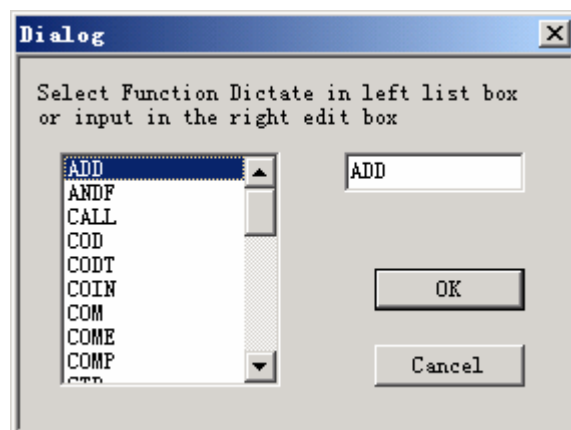 Dialog
Select Function Dictate in left list box
or input in the right edit box
ADD
ADD
ANDF
CALL
COD
CODT
COIN
OK
COM
COME
COMP
Cancel